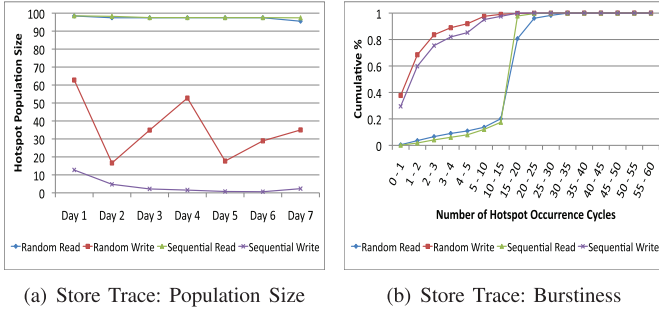 Hotspot Population Size
100
90
80
70
60
50
40
30
20
10
0
Day 1 Day 2 Day 3 Day 4 Day 5 Day 6 Day 7
Random Read Random Write Sequential Read Sequential Write
(a) Store Trace: Population Size
Cumulative %
1
0.8
0.6
0.4
0.2
0
0 - 1 1 - 2 2 - 3 3 - 4 4 - 5 5 - 10 10 - 15 15 - 20 20 - 25 25 - 30 30 - 35 35 - 40 40 - 45 45 - 50 50 - 55 55 - 60
Number of Hotspot Occurrence Cycles
Random Read Random Write Sequential Read Sequential Write
(b) Store Trace: Burstiness